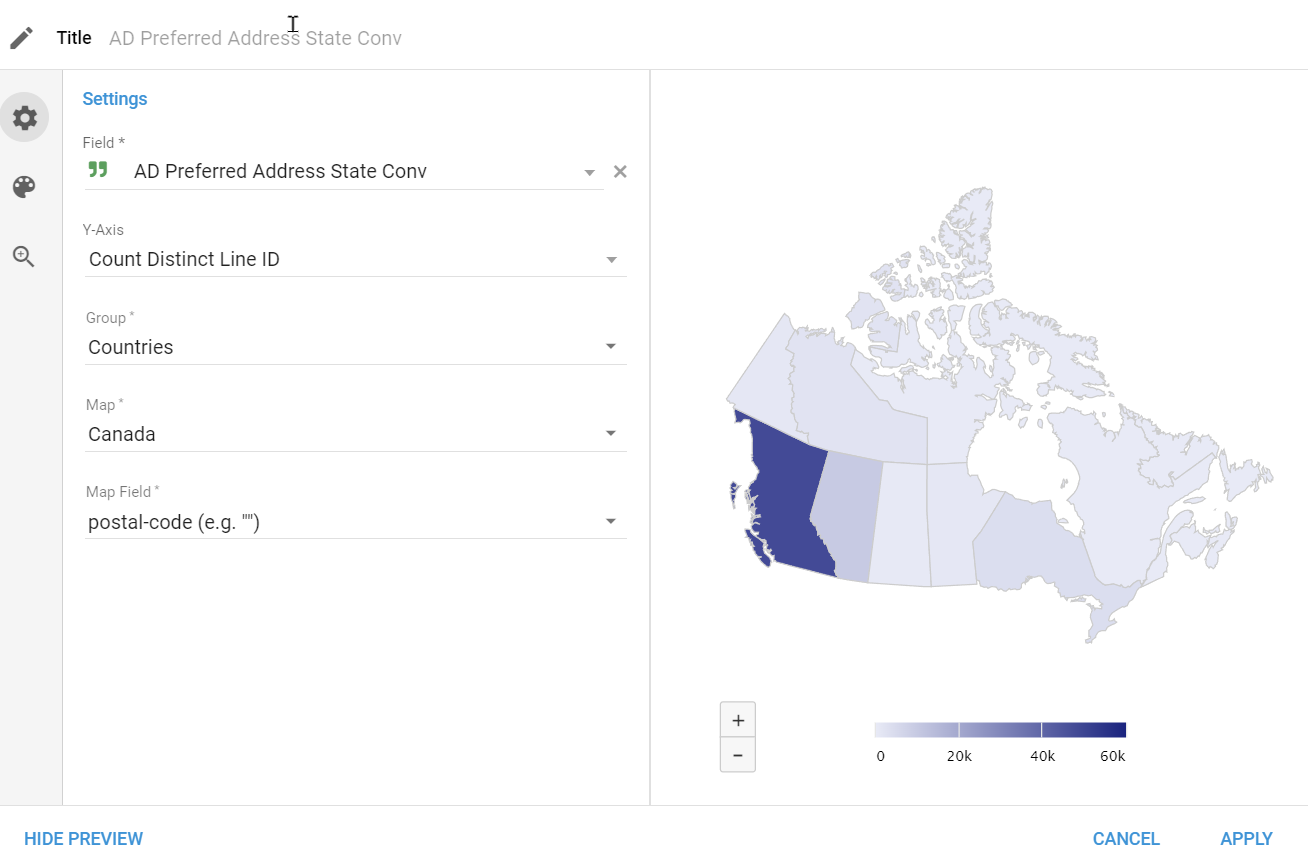 Title AD Preferred Address State Conv
Settings
Field *
AD Preferred Address State Conv
Y-Axis
Count Distinct Line ID
Group *
Countries
Map *
Canada
Map Field *
postal-code (e.g. "")
+
−
0 20k 40k 60k
HIDE PREVIEW CANCEL APPLY